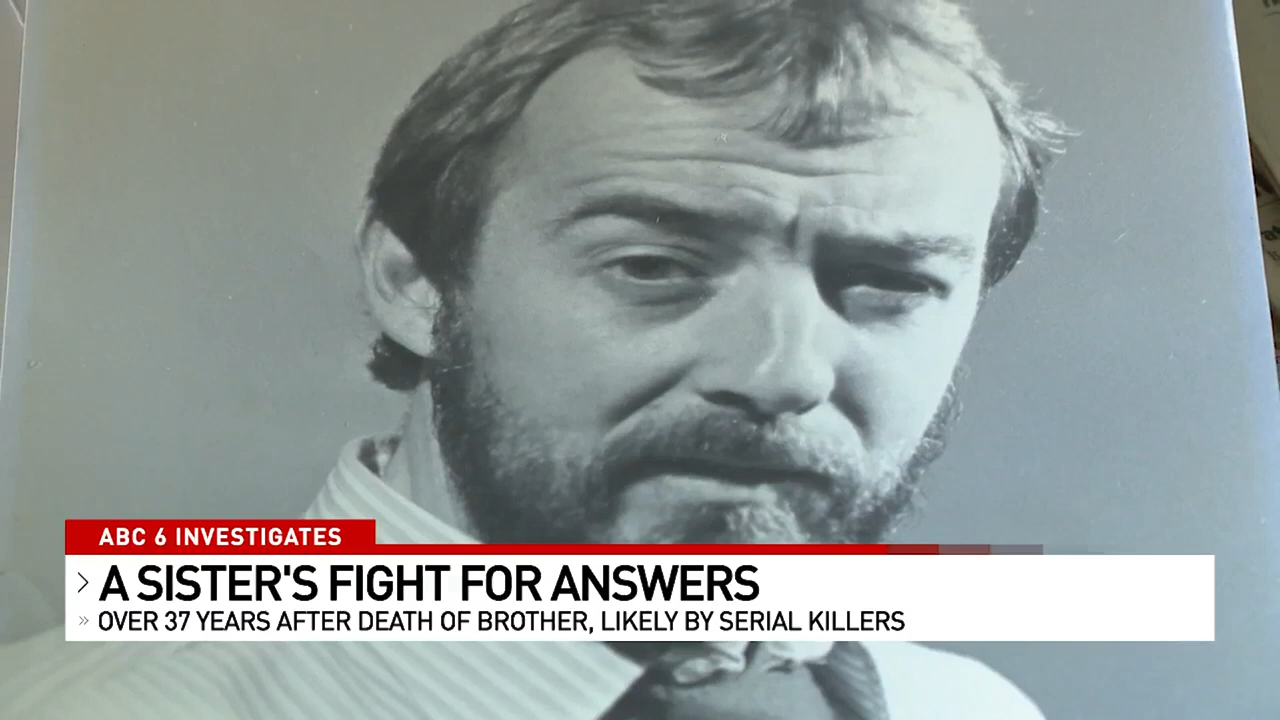 ABC 6 INVESTIGATES
> A SISTER'S FIGHT FOR ANSWERS
» OVER 37 YEARS AFTER DEATH OF BROTHER, LIKELY BY SERIAL KILLERS